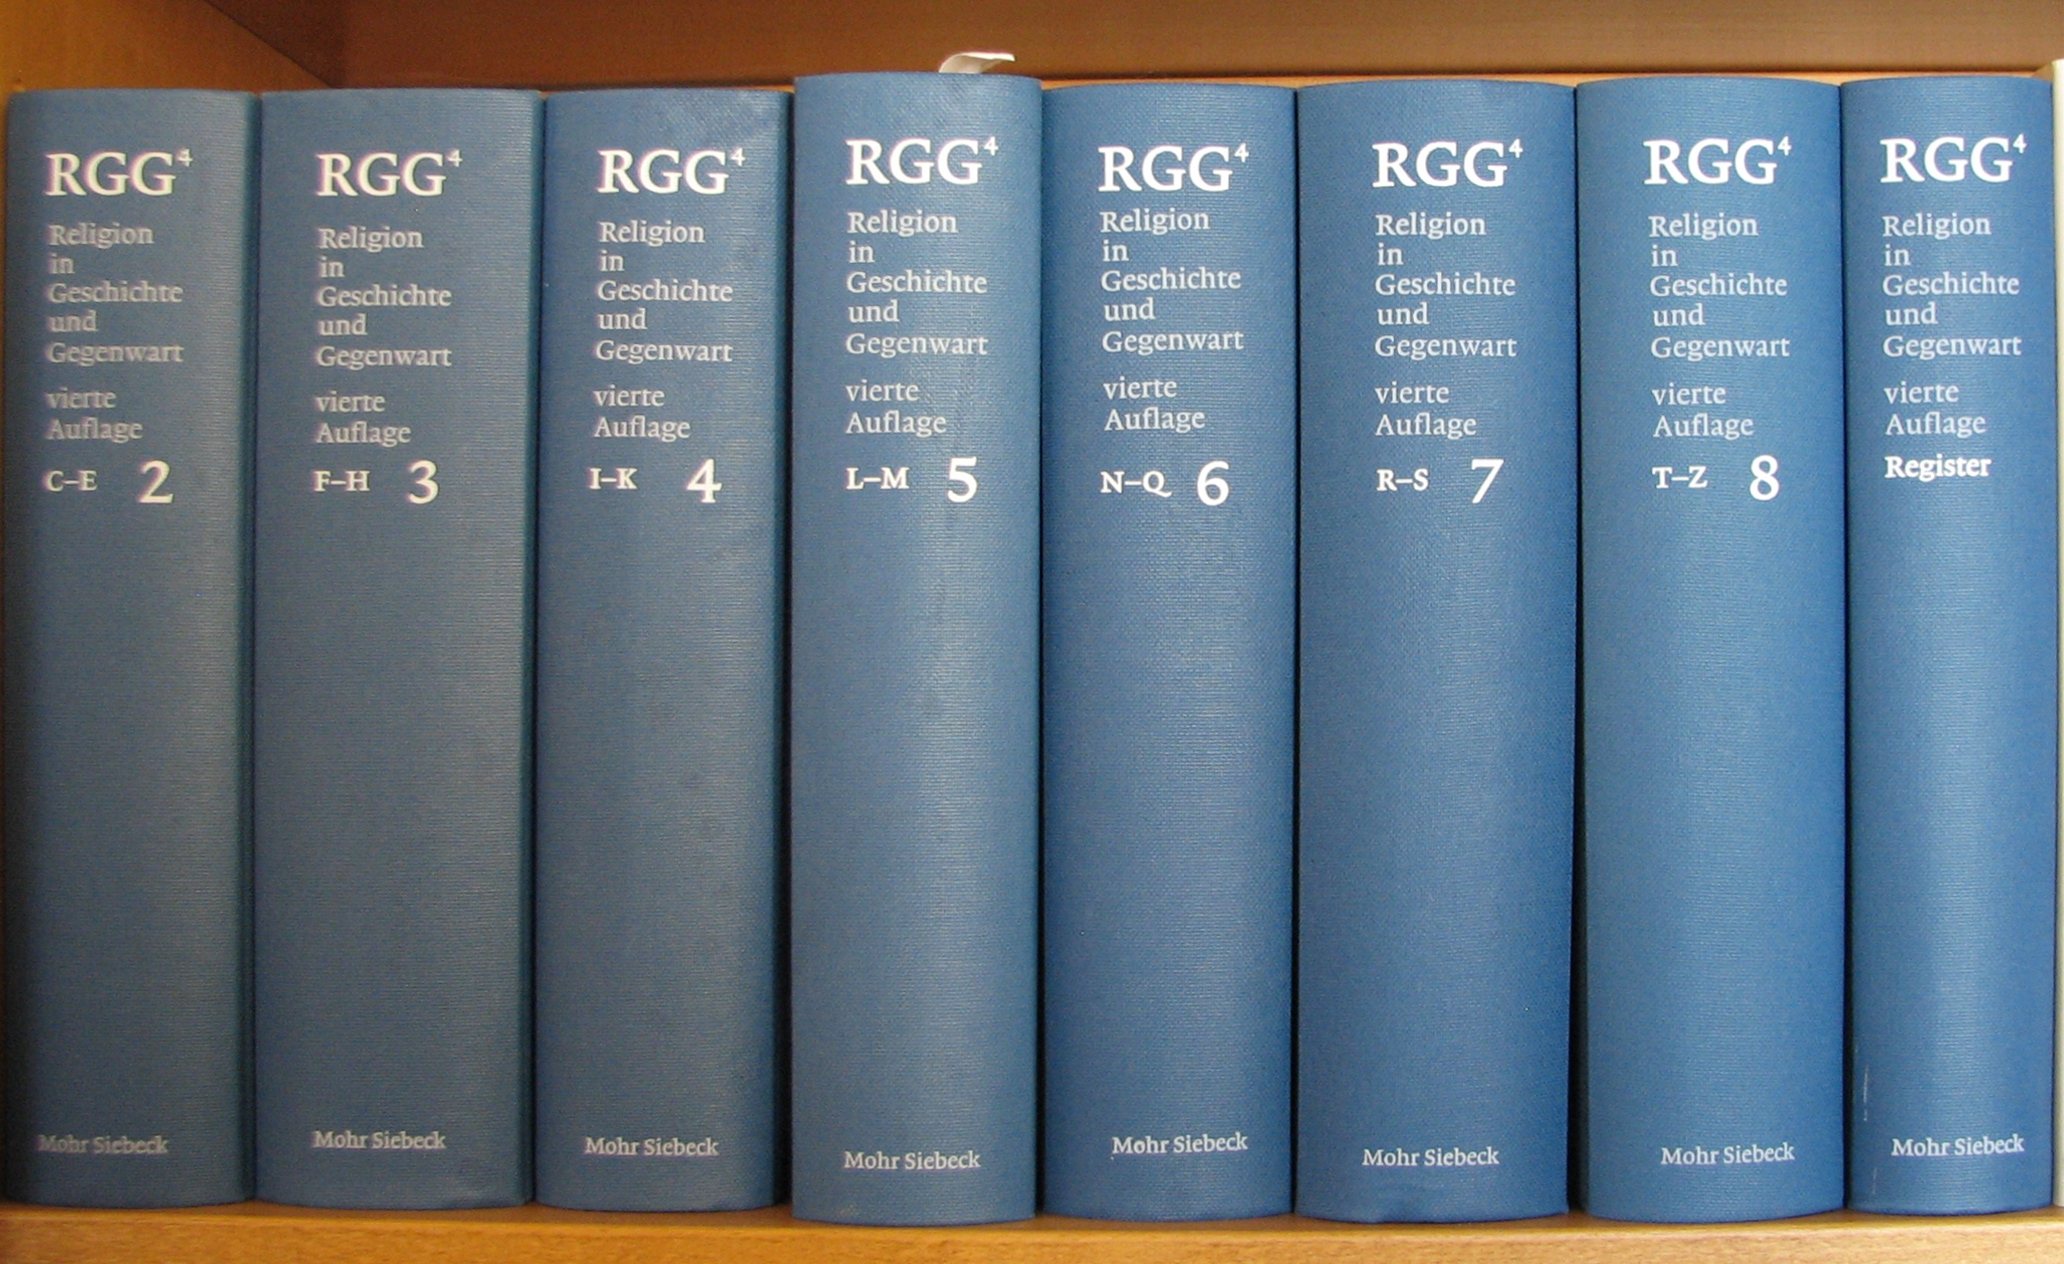 RGG⁴
Religion
in
Geschichte
und
Gegenwart
vierte
Auflage
C–E 2
Mohr Siebeck
RGG⁴
Religion
in
Geschichte
und
Gegenwart
vierte
Auflage
F–H 3
Mohr Siebeck
RGG⁴
Religion
in
Geschichte
und
Gegenwart
vierte
Auflage
I–K 4
Mohr Siebeck
RGG⁴
Religion
in
Geschichte
und
Gegenwart
vierte
Auflage
L–M 5
Mohr Siebeck
RGG⁴
Religion
in
Geschichte
und
Gegenwart
vierte
Auflage
N–Q 6
Mohr Siebeck
RGG⁴
Religion
in
Geschichte
und
Gegenwart
vierte
Auflage
R–S 7
Mohr Siebeck
RGG⁴
Religion
in
Geschichte
und
Gegenwart
vierte
Auflage
T–Z 8
Mohr Siebeck
RGG⁴
Religion
in
Geschichte
und
Gegenwart
vierte
Auflage
Register
Mohr Siebeck